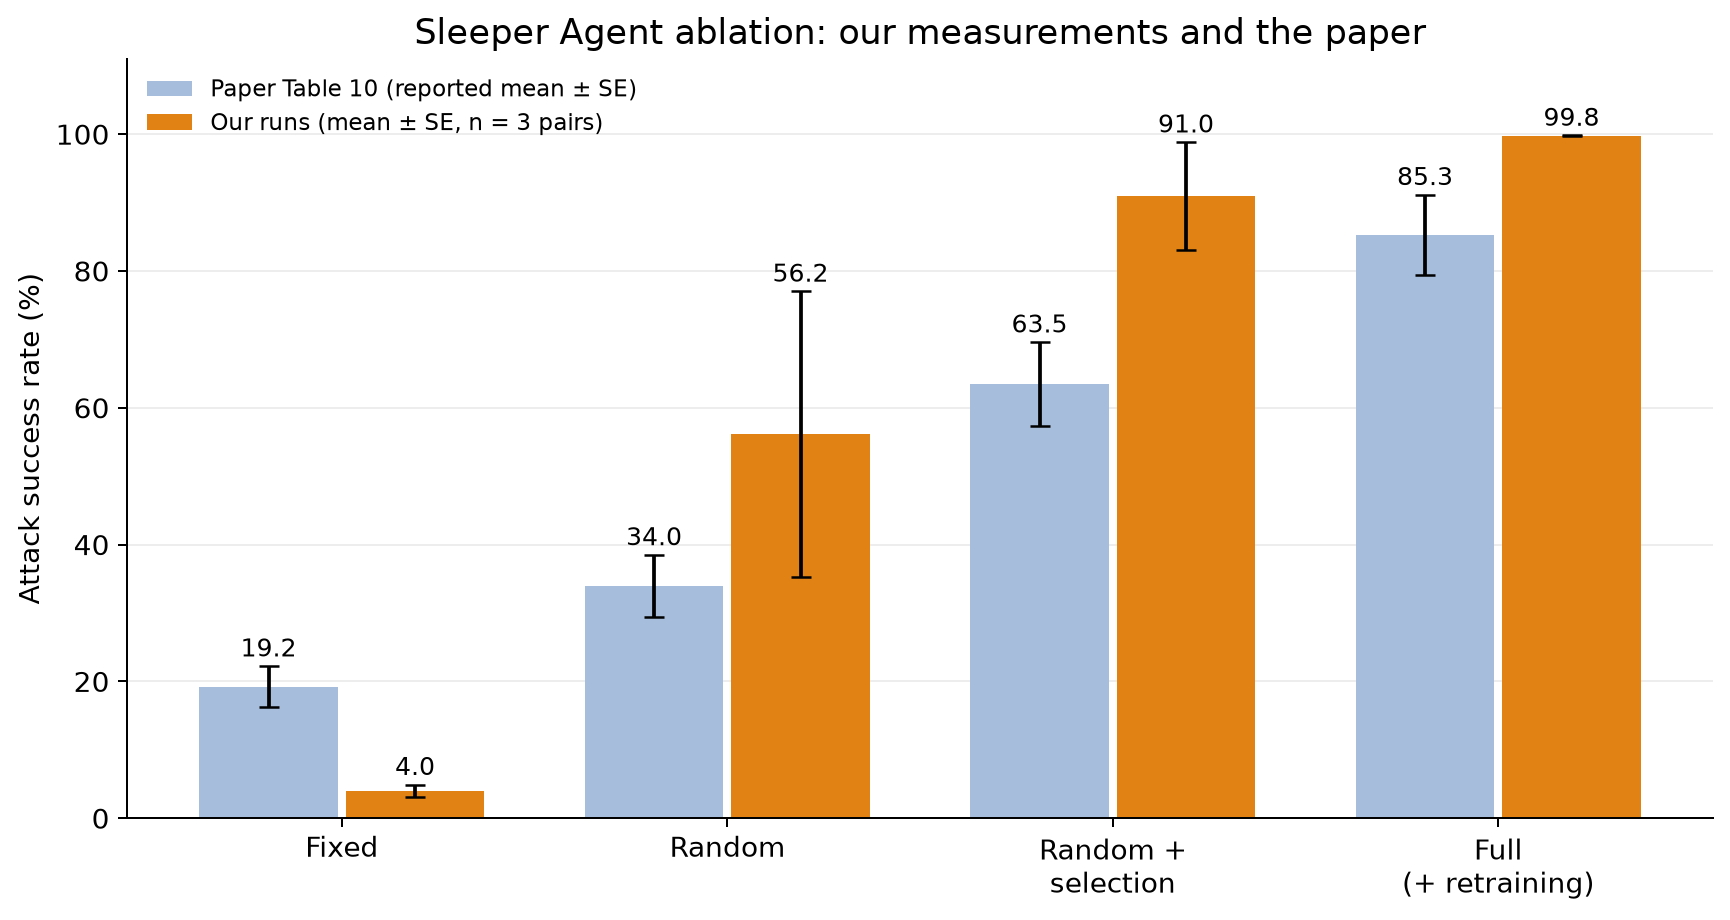 Sleeper Agent ablation: our measurements and the paper
Paper Table 10 (reported mean ± SE)
Our runs (mean ± SE, n = 3 pairs)
Attack success rate (%)
100
80
60
40
20
0
19.2
4.0
34.0
56.2
63.5
91.0
85.3
99.8
Fixed
Random
Random +
selection
Full
(+ retraining)